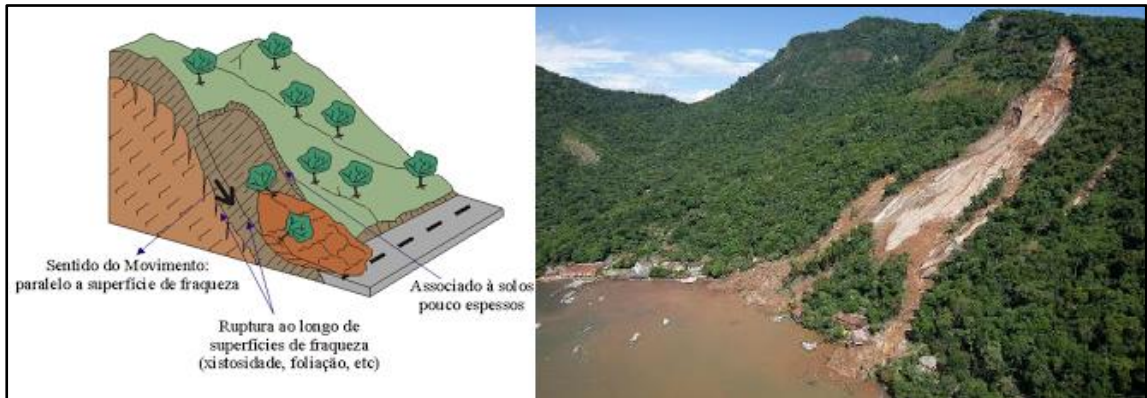 Sentido do Movimento:
paralelo a superfície de fraqueza
Associado à solos
pouco espessos
Ruptura ao longo de
superfícies de fraqueza
(xistosidade, foliação, etc)